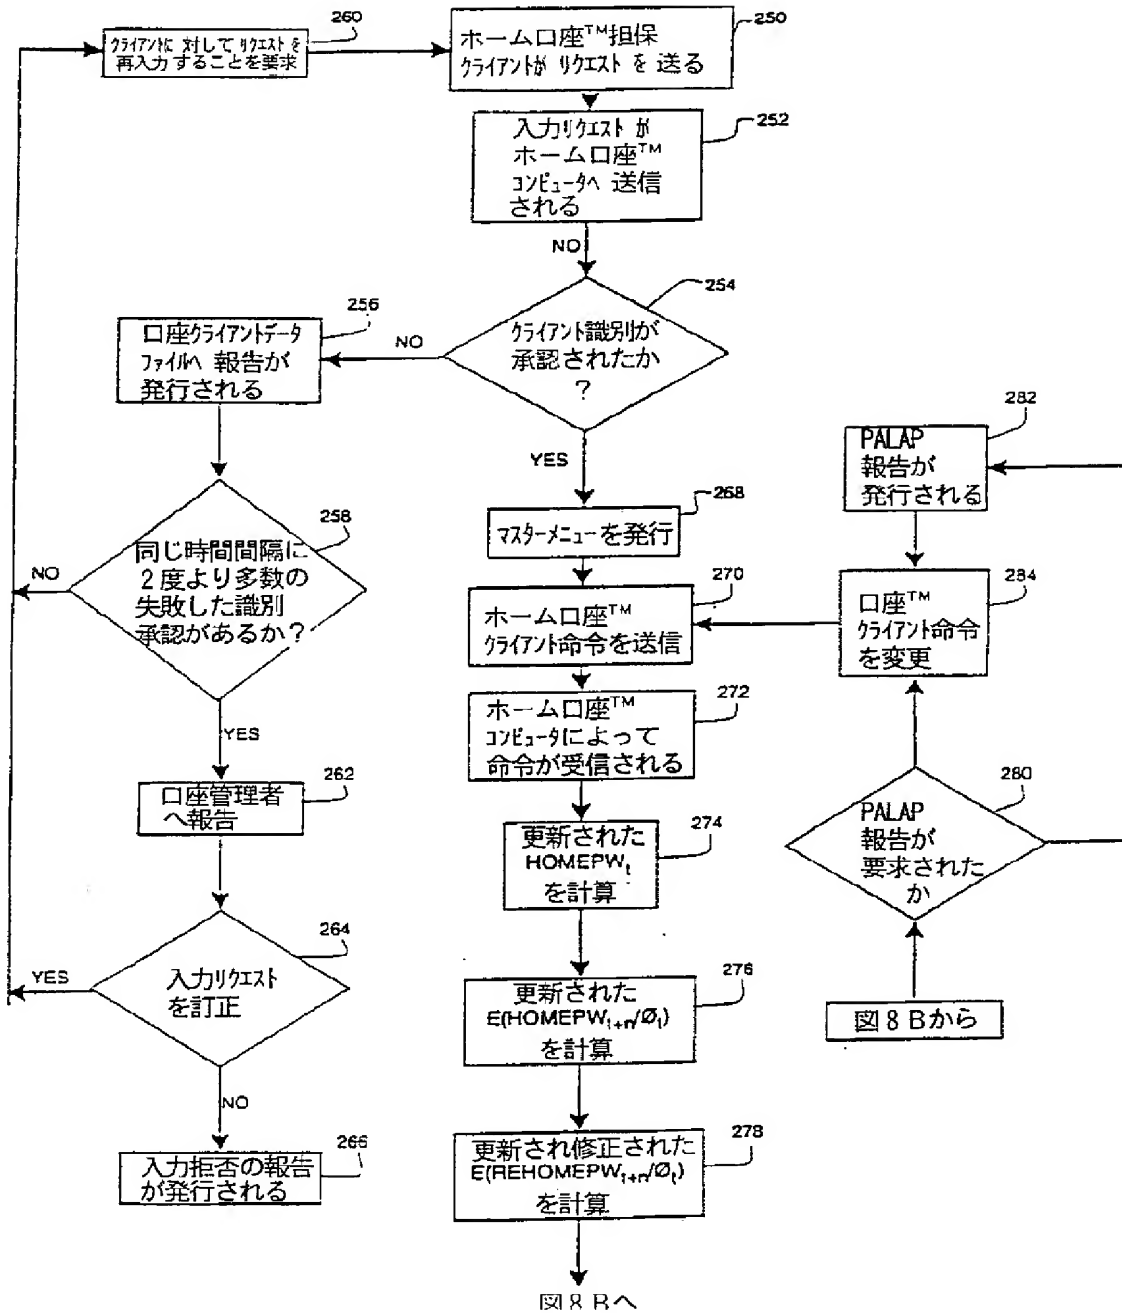 260
クライアントに対してリクエストを
再入力することを要求
250
ホーム口座™担保
クライアントがリクエストを送る
252
入力リクエストが
ホーム口座™
コンピュータへ送信
される
NO
254
クライアント識別が
承認されたか
?
NO
YES
256
口座クライアントデータ
ファイルへ報告が
発行される
258
同じ時間間隔に
2度より多数の
失敗した識別
承認があるか?
NO
YES
262
口座管理者
へ報告
264
入力リクエスト
を訂正
YES
NO
266
入力拒否の報告
が発行される
268
マスターメニューを発行
270
ホーム口座™
クライアント命令を送信
272
ホーム口座™
コンピュータによって
命令が受信される
274
更新された
HOMEPWt
を計算
276
更新された
E(HOMEPWt+n/Øt)
を計算
278
更新され修正された
E(REHOMEPWt+n/Øt)
を計算
図8Bへ
282
PALAP
報告が
発行される
284
口座™
クライアント命令
を変更
280
PALAP
報告が
要求された
か
図8Bから